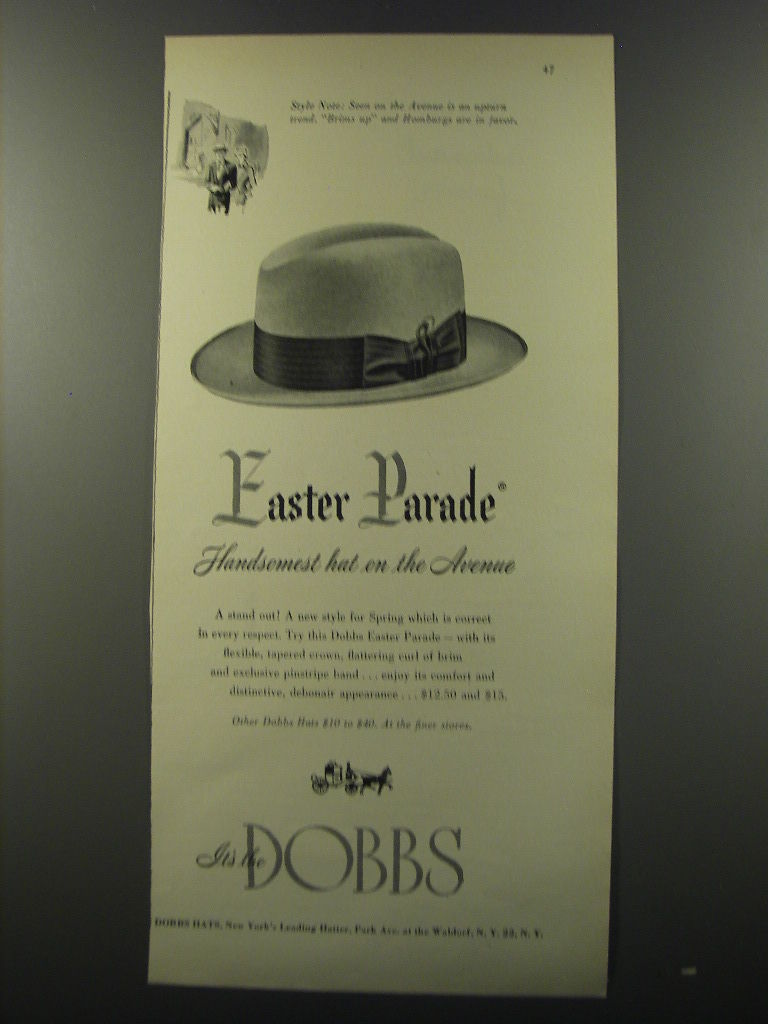 47
Style Note: Seen on the Avenue is an upturn
trend. "Brims up" and Homburgs are in favor.
Easter Parade®
Handsomest hat on the Avenue
A stand out! A new style for Spring which is correct
in every respect. Try this Dobbs Easter Parade — with its
flexible, tapered crown, flattering curl of brim
and exclusive pinstripe band . . . enjoy its comfort and
distinctive, debonair appearance . . . $12.50 and $15.
Other Dobbs Hats $10 to $40. At the finer stores.
It's the DOBBS
DOBBS HATS, New York's Leading Hatter, Park Ave. at the Waldorf, N. Y. 22, N. Y.